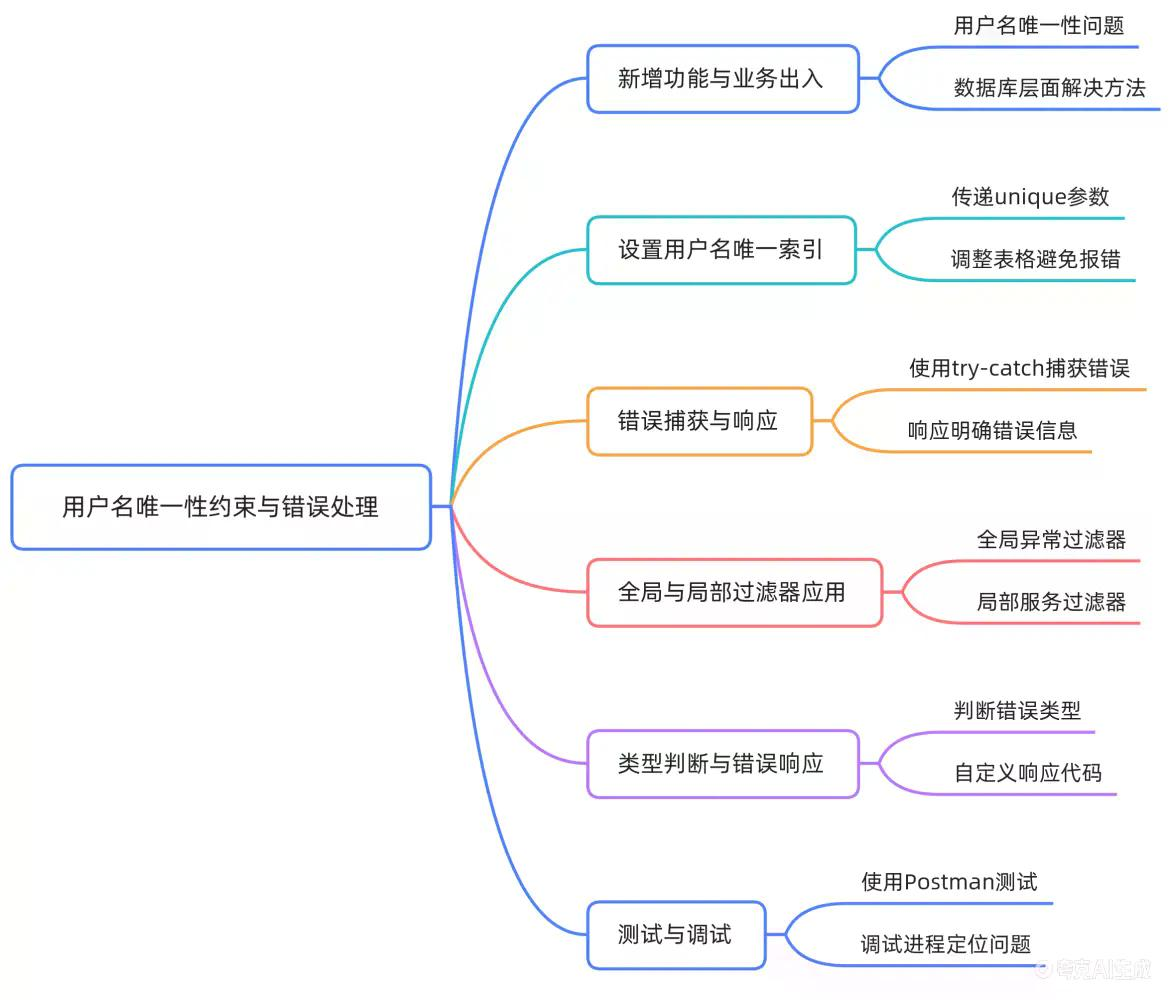 用户名唯一性约束与错误处理
新增功能与业务出入
用户名唯一性问题
数据库层面解决方法
设置用户名唯一索引
传递unique参数
调整表格避免报错
错误捕获与响应
使用try-catch捕获错误
响应明确错误信息
全局与局部过滤器应用
全局异常过滤器
局部服务过滤器
类型判断与错误响应
判断错误类型
自定义响应代码
测试与调试
使用Postman测试
调试进程定位问题
夸克AI生成